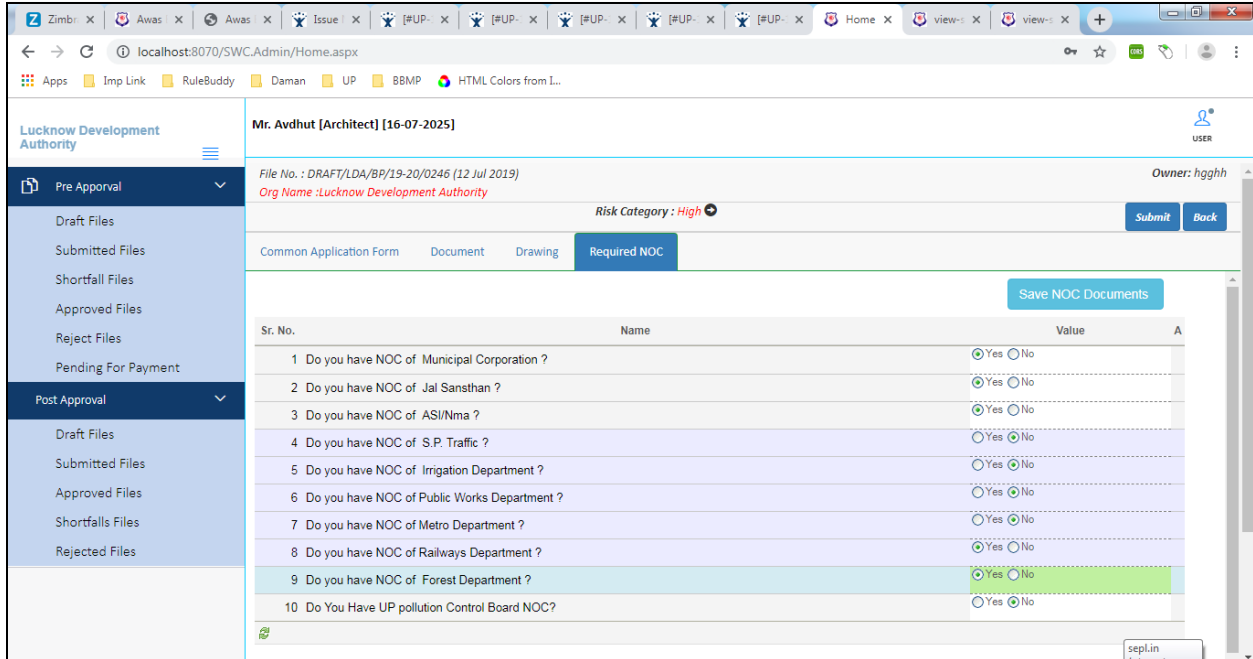 Zimbr
Awas
Awas
Issue
[#UP-
[#UP-
[#UP-
[#UP-
[#UP-
Home
view-s
view-s
localhost:8070/SWC.Admin/Home.aspx
CORS
Apps Imp Link RuleBuddy Daman UP BBMP HTML Colors from I...
Lucknow Development
Authority
Mr. Avdhut [Architect] [16-07-2025]
USER
Pre Apporval
Draft Files
Submitted Files
Shortfall Files
Approved Files
Reject Files
Pending For Payment
Post Approval
Draft Files
Submitted Files
Approved Files
Shortfalls Files
Rejected Files
File No. : DRAFT/LDA/BP/19-20/0246 (12 Jul 2019)
Owner: hgghh
Org Name :Lucknow Development Authority
Risk Category : High
Submit Back
Common Application Form Document Drawing Required NOC
Save NOC Documents
Sr. No. Name Value A
1 Do you have NOC of Municipal Corporation ? Yes No
2 Do you have NOC of Jal Sansthan ? Yes No
3 Do you have NOC of ASI/Nma ? Yes No
4 Do you have NOC of S.P. Traffic ? Yes No
5 Do you have NOC of Irrigation Department ? Yes No
6 Do you have NOC of Public Works Department ? Yes No
7 Do you have NOC of Metro Department ? Yes No
8 Do you have NOC of Railways Department ? Yes No
9 Do you have NOC of Forest Department ? Yes No
10 Do You Have UP pollution Control Board NOC? Yes No
sepl.in